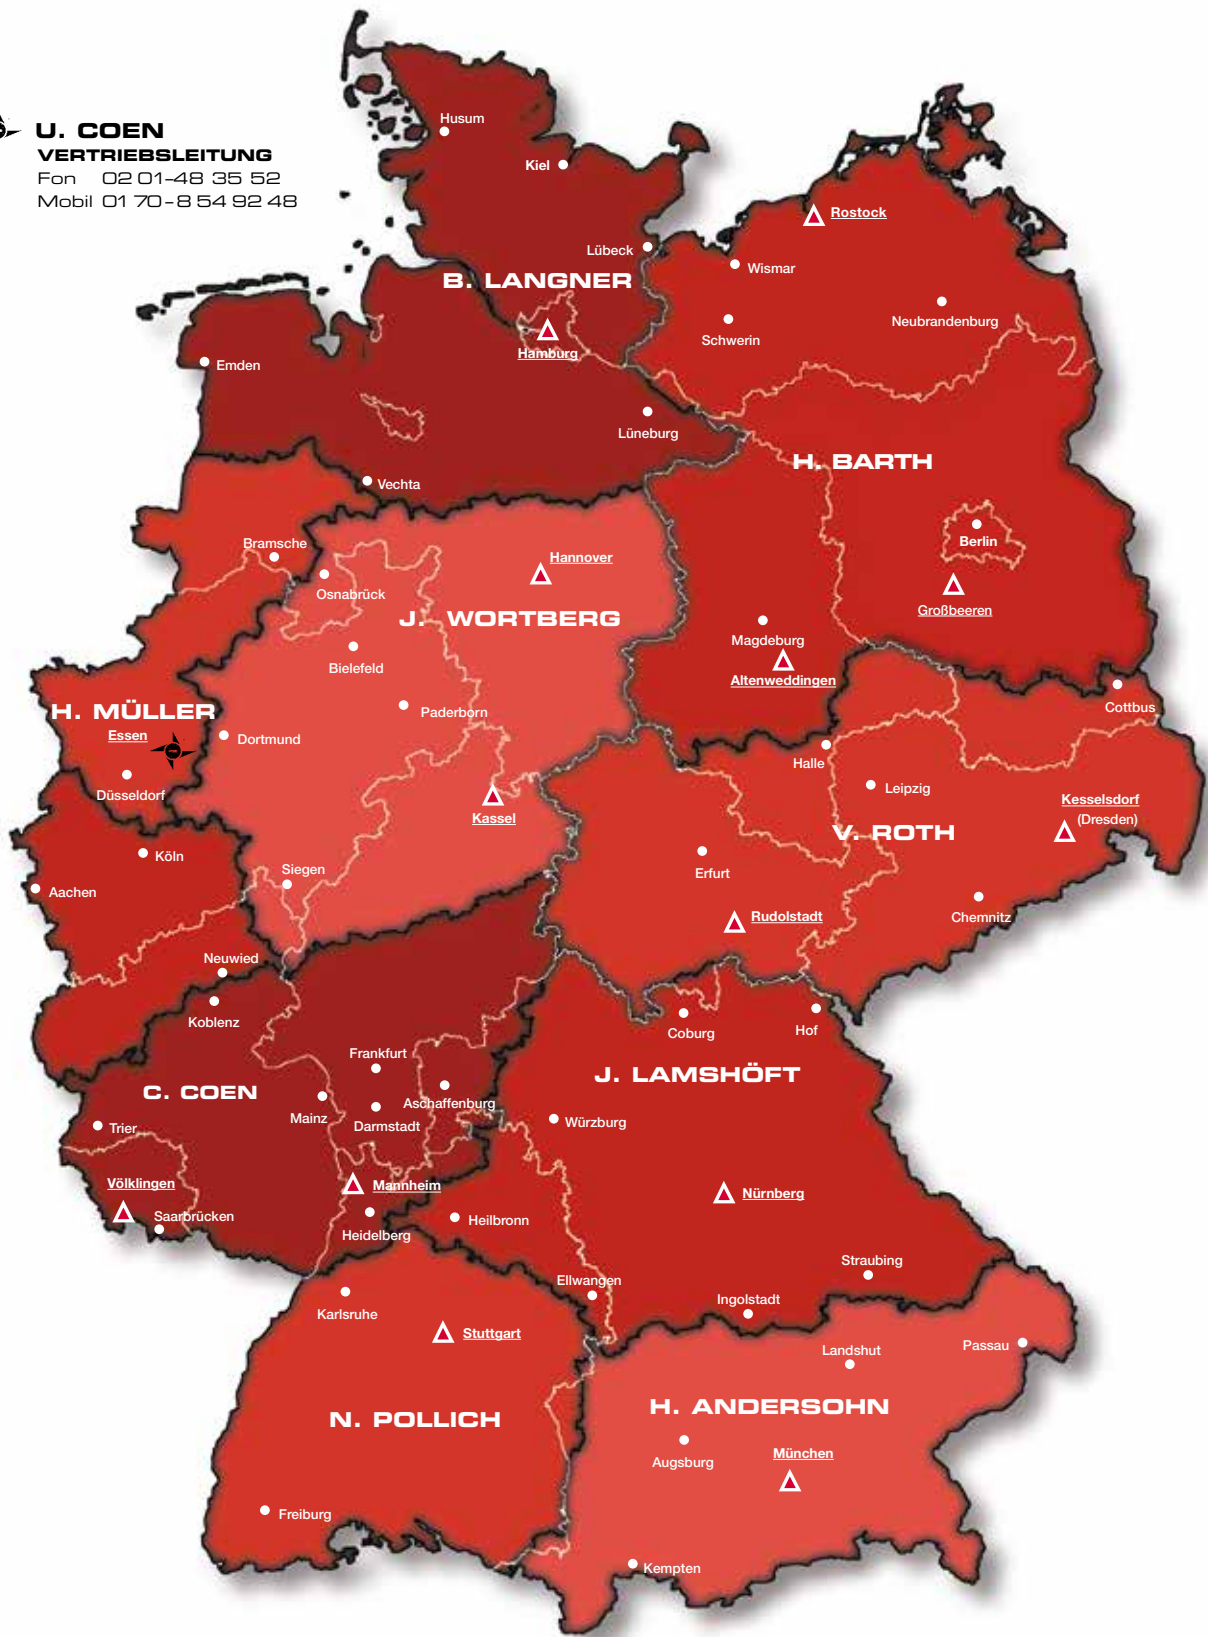 U. COEN
VERTRIEBSLEITUNG
Fon 02 01-48 35 52
Mobil 01 70-8 54 92 48
Husum
Kiel
Rostock
Lübeck
Wismar
B. LANGNER
Neubrandenburg
Schwerin
Hamburg
Emden
Lüneburg
H. BARTH
Vechta
Berlin
Bramsche
Hannover
Osnabrück
Großbeeren
J. WORTBERG
Magdeburg
Bielefeld
Altenweddingen
Cottbus
H. MÜLLER
Paderborn
Essen
Dortmund
Halle
Düsseldorf
Leipzig
Kesselsdorf
(Dresden)
Kassel
V. ROTH
Köln
Siegen
Erfurt
Aachen
Rudolstadt
Chemnitz
Neuwied
Koblenz
Coburg
Hof
Frankfurt
J. LAMSHÖFT
C. COEN
Aschaffenburg
Mainz
Darmstadt
Würzburg
Trier
Völklingen
Mannheim
Nürnberg
Saarbrücken
Heilbronn
Heidelberg
Straubing
Ellwangen
Ingolstadt
Karlsruhe
Stuttgart
Passau
Landshut
H. ANDERSOHN
N. POLLICH
München
Augsburg
Freiburg
Kempten